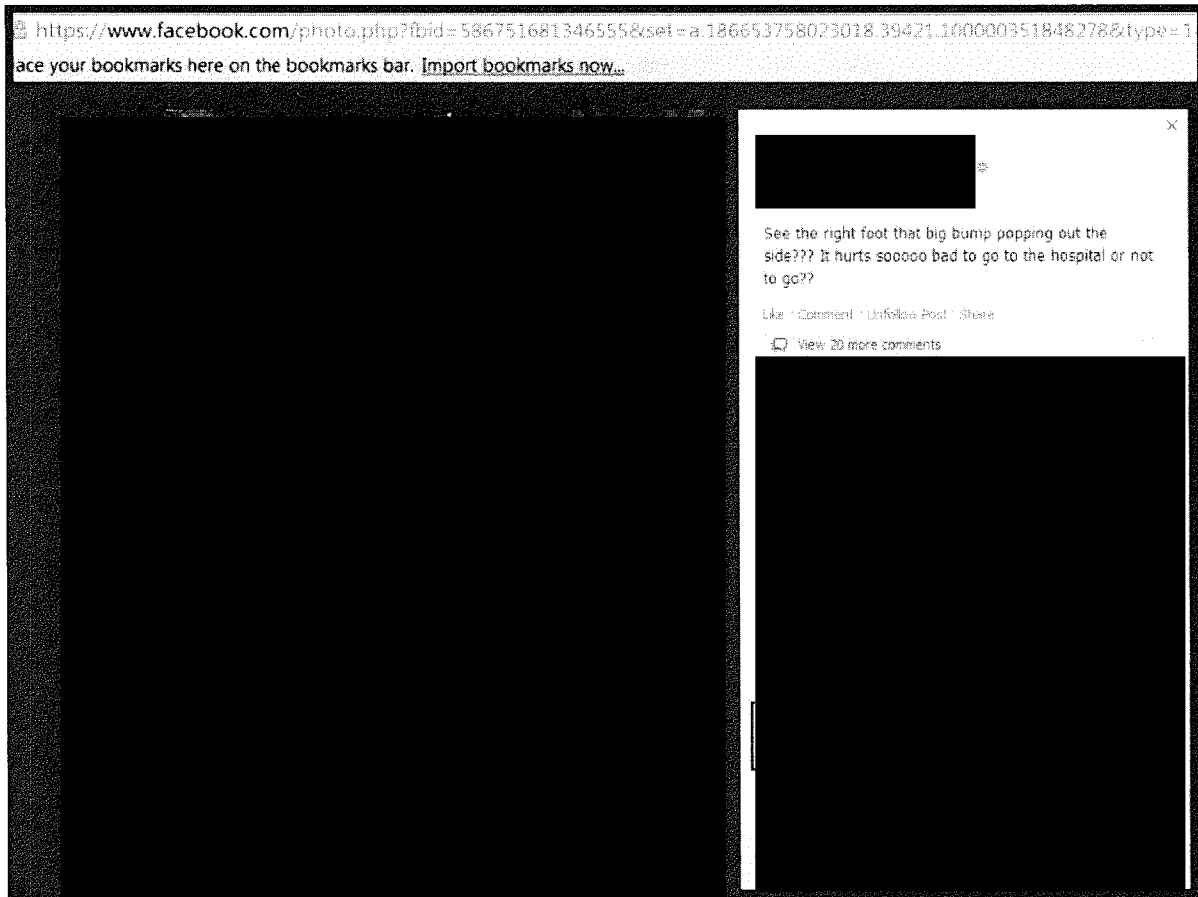 https://www.facebook.com/photo.php?fbid=586751681346555&set=a.186653758023018.39421.100000351848278&type=1
ace your bookmarks here on the bookmarks bar. Import bookmarks now...
See the right foot that big bump popping out the
side??? It hurts sooooo bad to go to the hospital or not
to go??
Like · Comment · Unfollow Post · Share
View 20 more comments